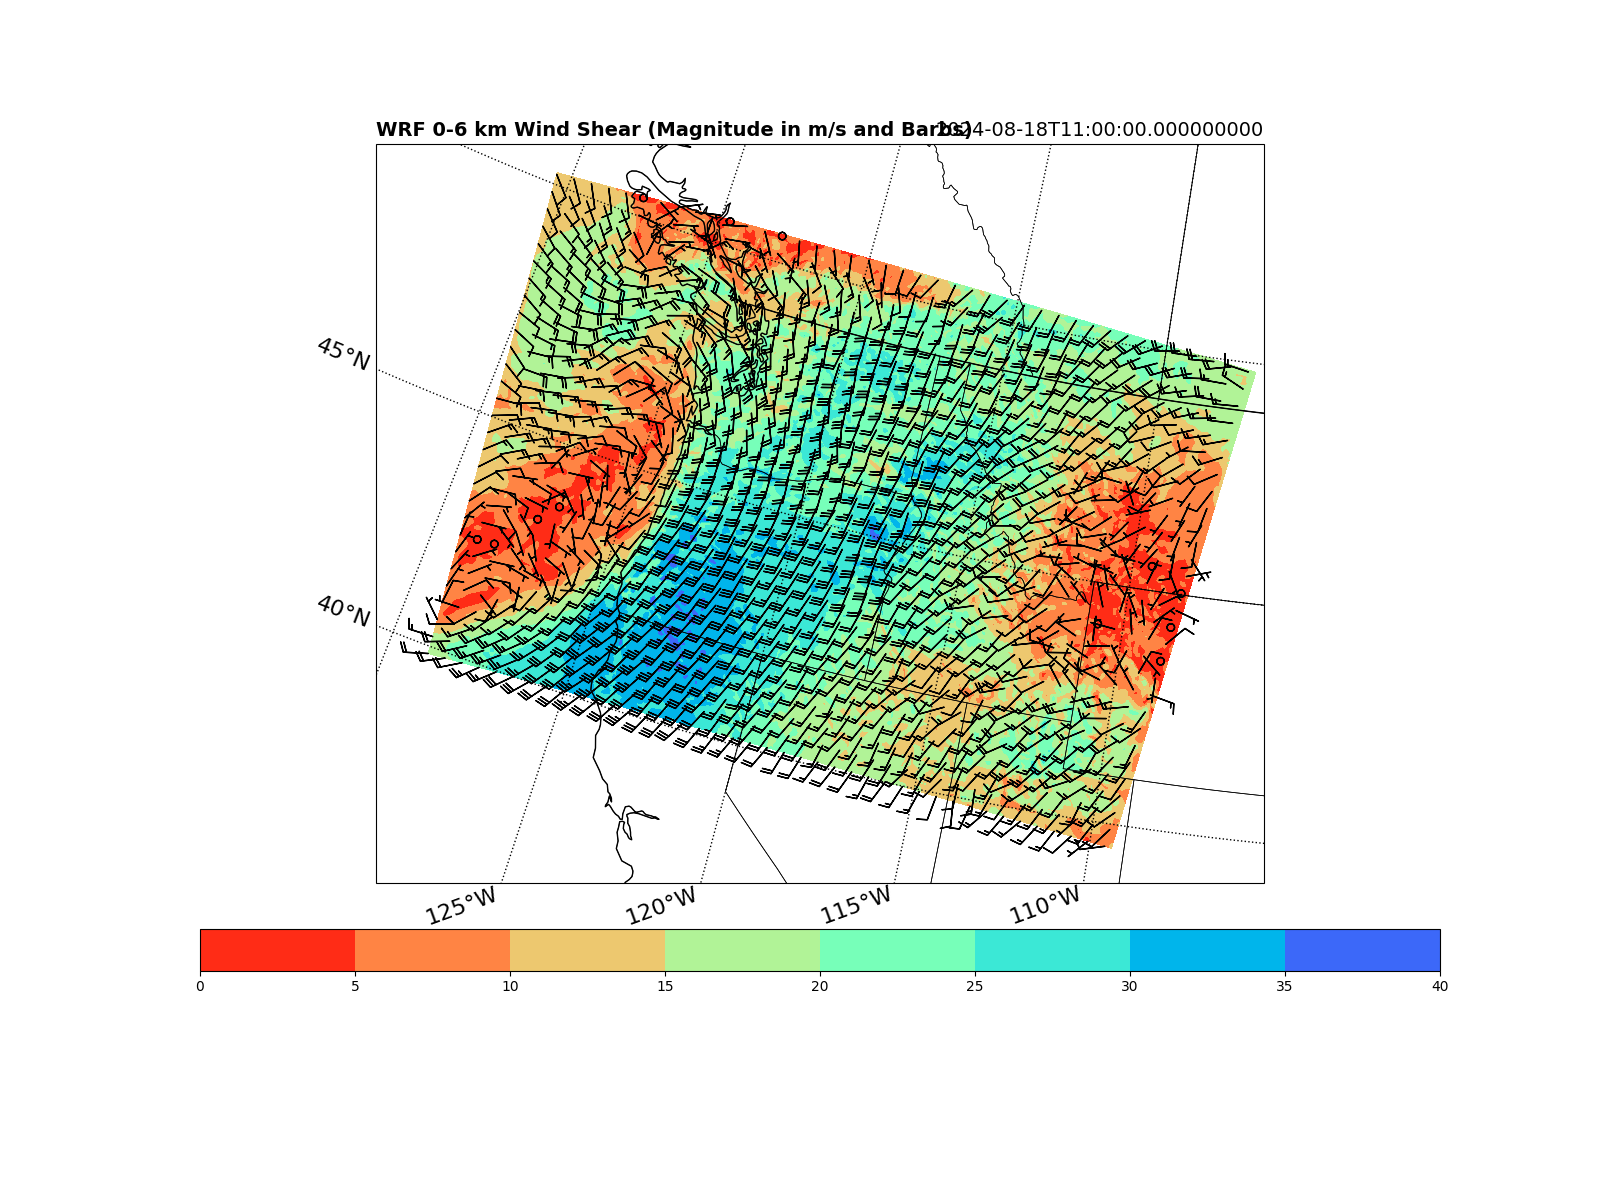 WRF 0-6 km Wind Shear (Magnitude in m/s and Barbs) 2024-08-18T11:00:00.000000000
45°N
40°N
125°W 120°W 115°W 110°W
0 5 10 15 20 25 30 35 40